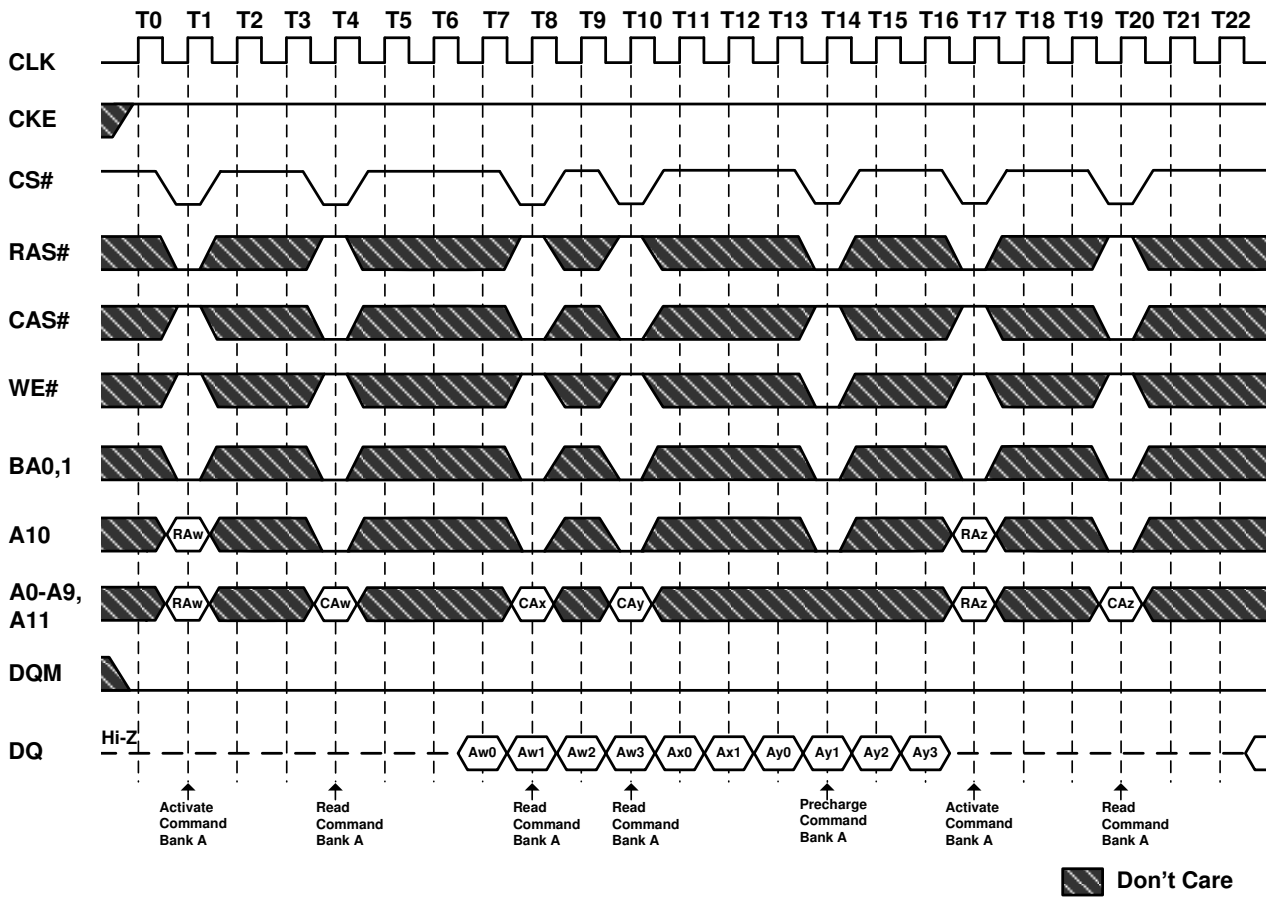 T0 T1 T2 T3 T4 T5 T6 T7 T8 T9 T10 T11 T12 T13 T14 T15 T16 T17 T18 T19 T20 T21 T22
CLK
CKE
CS#
RAS#
CAS#
WE#
BA0,1
A10
RAw RAz
A0-A9,
A11
RAw CAw CAx CAy RAz CAz
DQM
Hi-Z
DQ
Aw0 Aw1 Aw2 Aw3 Ax0 Ax1 Ay0 Ay1 Ay2 Ay3
Activate
Command
Bank A
Read
Command
Bank A
Read
Command
Bank A
Read
Command
Bank A
Precharge
Command
Bank A
Activate
Command
Bank A
Read
Command
Bank A
Don't Care